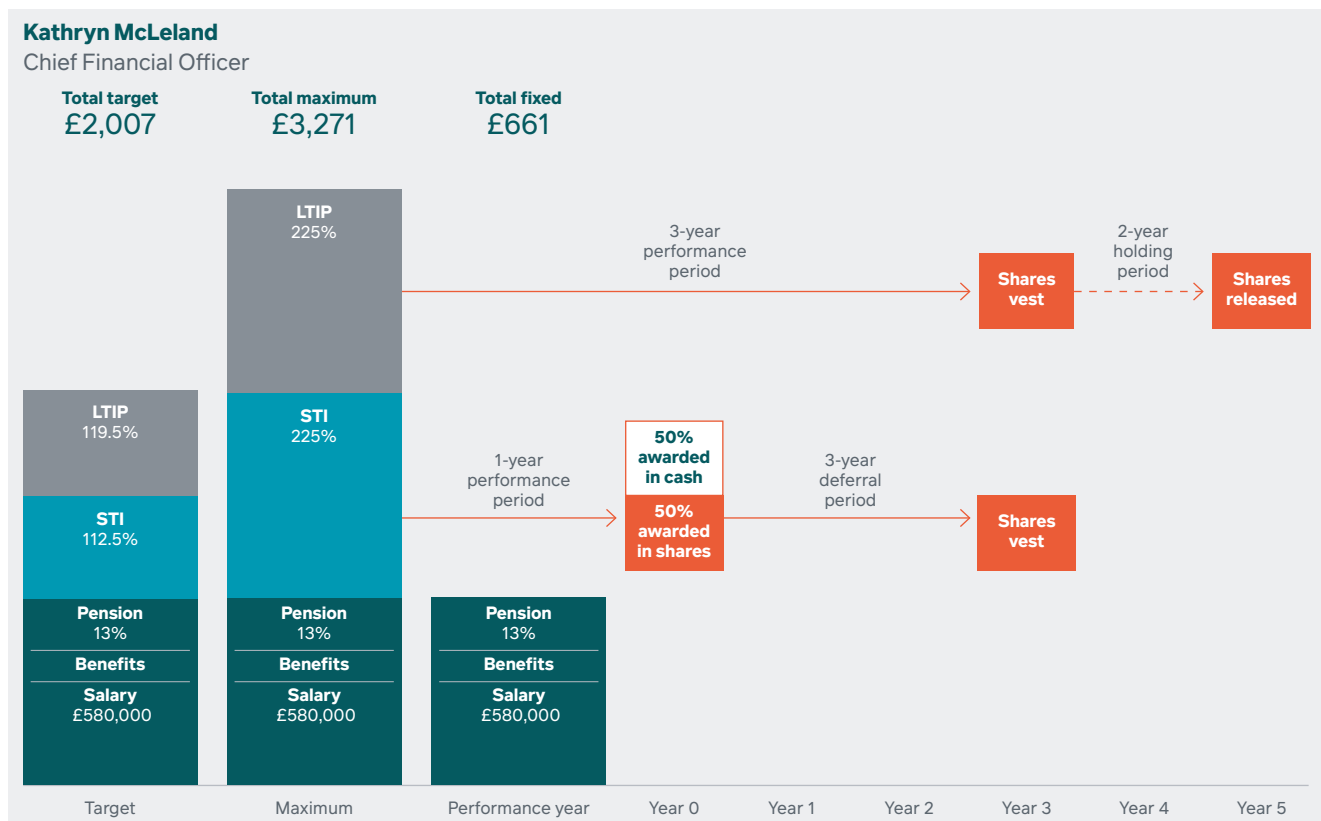 Kathryn McLeland
Chief Financial Officer
Total target
£2,007
Total maximum
£3,271
Total fixed
£661
LTIP
225%
3-year
performance
period
Shares
vest
2-year
holding
period
Shares
released
LTIP
119.5%
STI
112.5%
STI
225%
1-year
performance
period
50%
awarded
in cash
50%
awarded
in shares
3-year
deferral
period
Shares
vest
Pension
13%
Benefits
Salary
£580,000
Pension
13%
Benefits
Salary
£580,000
Pension
13%
Benefits
Salary
£580,000
Target
Maximum
Performance year
Year 0
Year 1
Year 2
Year 3
Year 4
Year 5